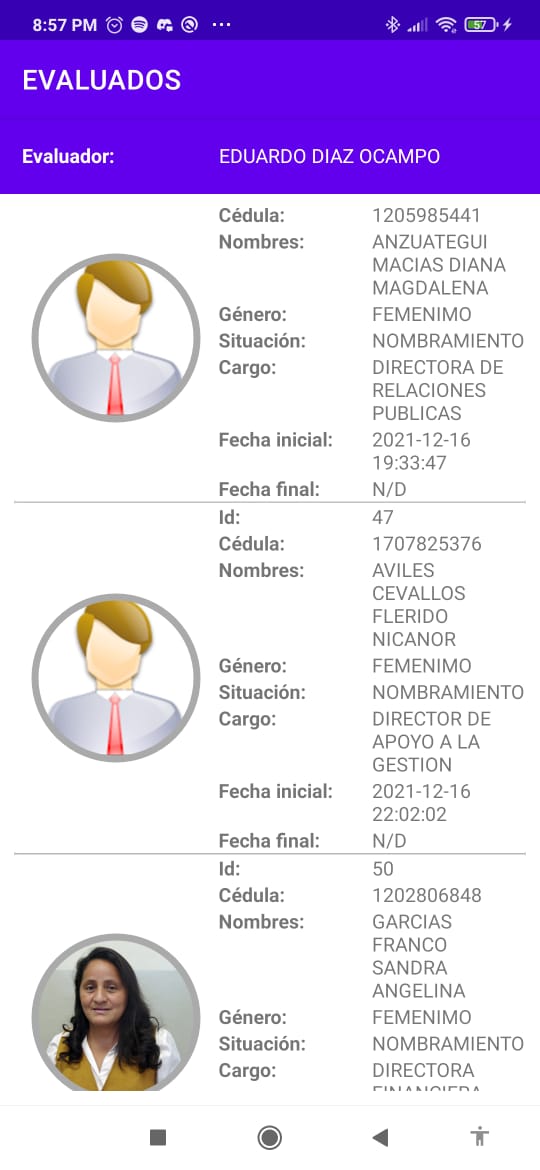 8:57 PM
57
EVALUADOS
Evaluador: EDUARDO DIAZ OCAMPO
Cédula: 1205985441
Nombres: ANZUATEGUI
MACIAS DIANA
MAGDALENA
Género: FEMENIMO
Situación: NOMBRAMIENTO
Cargo: DIRECTORA DE
RELACIONES
PUBLICAS
Fecha inicial: 2021-12-16
19:33:47
Fecha final: N/D
Id: 47
Cédula: 1707825376
Nombres: AVILES
CEVALLOS
FLERIDO
NICANOR
Género: FEMENIMO
Situación: NOMBRAMIENTO
Cargo: DIRECTOR DE
APOYO A LA
GESTION
Fecha inicial: 2021-12-16
22:02:02
Fecha final: N/D
Id: 50
Cédula: 1202806848
Nombres: GARCIAS
FRANCO
SANDRA
ANGELINA
Género: FEMENIMO
Situación: NOMBRAMIENTO
Cargo: DIRECTORA
FINANCIERA